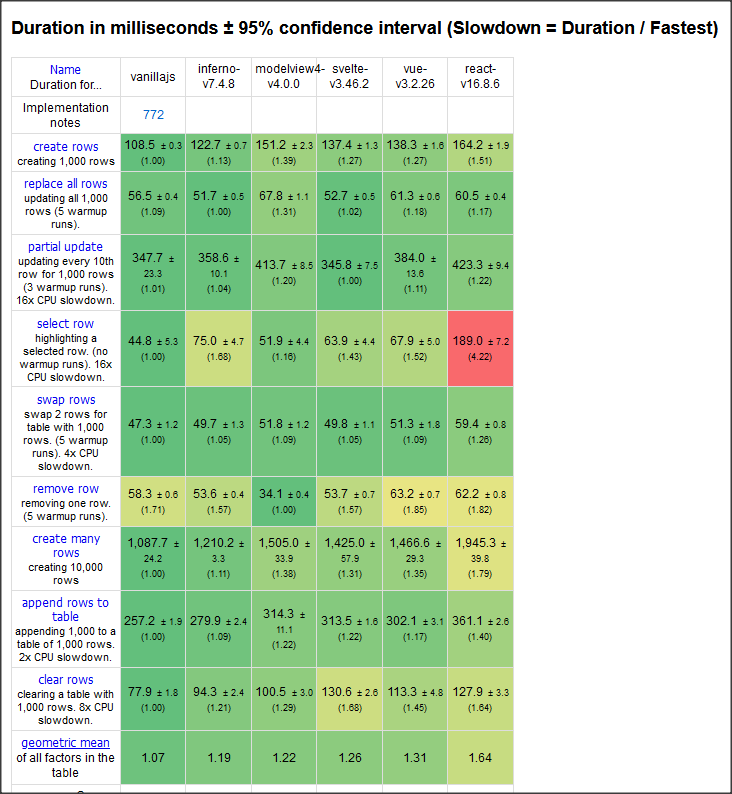 Duration in milliseconds ± 95% confidence interval (Slowdown = Duration / Fastest)
Name
Duration for...
vanillajs
inferno-
v7.4.8
modelview4-
v4.0.0
svelte-
v3.46.2
vue-
v3.2.26
react-
v16.8.6
Implementation
notes
772
create rows
creating 1,000 rows
108.5 ± 0.3
(1.00)
122.7 ± 0.7
(1.13)
151.2 ± 2.3
(1.39)
137.4 ± 1.3
(1.27)
138.3 ± 1.6
(1.27)
164.2 ± 1.9
(1.51)
replace all rows
updating all 1,000
rows (5 warmup
runs).
56.5 ± 0.4
(1.09)
51.7 ± 0.5
(1.00)
67.8 ± 1.1
(1.31)
52.7 ± 0.5
(1.02)
61.3 ± 0.6
(1.18)
60.5 ± 0.4
(1.17)
partial update
updating every 10th
row for 1,000 rows
(3 warmup runs).
16x CPU slowdown.
347.7 ±
23.3
(1.01)
358.6 ±
10.1
(1.04)
413.7 ± 8.5
(1.20)
345.8 ± 7.5
(1.00)
384.0 ±
13.6
(1.11)
423.3 ± 9.4
(1.22)
select row
highlighting a
selected row. (no
warmup runs). 16x
CPU slowdown.
44.8 ± 5.3
(1.00)
75.0 ± 4.7
(1.68)
51.9 ± 4.4
(1.16)
63.9 ± 4.4
(1.43)
67.9 ± 5.0
(1.52)
189.0 ± 7.2
(4.22)
swap rows
swap 2 rows for
table with 1,000
rows. (5 warmup
runs). 4x CPU
slowdown.
47.3 ± 1.2
(1.00)
49.7 ± 1.3
(1.05)
51.8 ± 1.2
(1.09)
49.8 ± 1.1
(1.05)
51.3 ± 1.8
(1.09)
59.4 ± 0.8
(1.26)
remove row
removing one row.
(5 warmup runs).
58.3 ± 0.6
(1.71)
53.6 ± 0.4
(1.57)
34.1 ± 0.4
(1.00)
53.7 ± 0.7
(1.57)
63.2 ± 0.7
(1.85)
62.2 ± 0.8
(1.82)
create many
rows
creating 10,000
rows
1,087.7 ±
24.2
(1.00)
1,210.2 ±
3.3
(1.11)
1,505.0 ±
33.9
(1.38)
1,425.0 ±
57.9
(1.31)
1,466.6 ±
29.3
(1.35)
1,945.3 ±
39.8
(1.79)
append rows to
table
appending 1,000 to a
table of 1,000 rows.
2x CPU slowdown.
257.2 ± 1.9
(1.00)
279.9 ± 2.4
(1.09)
314.3 ±
11.1
(1.22)
313.5 ± 1.6
(1.22)
302.1 ± 3.1
(1.17)
361.1 ± 2.6
(1.40)
clear rows
clearing a table with
1,000 rows. 8x CPU
slowdown.
77.9 ± 1.8
(1.00)
94.3 ± 2.4
(1.21)
100.5 ± 3.0
(1.29)
130.6 ± 2.6
(1.68)
113.3 ± 4.8
(1.45)
127.9 ± 3.3
(1.64)
geometric mean
of all factors in the
table
1.07
1.19
1.22
1.26
1.31
1.64